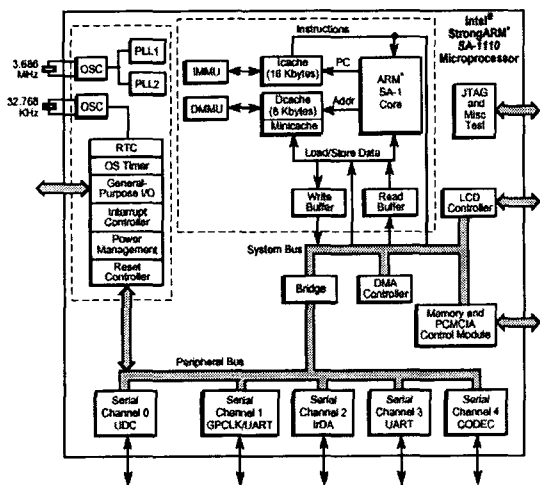 Intel®
StrongARM*
SA-1110
Microprocessor
3.686
MHz
OSC
PLL1
PLL2
32.768
KHz
OSC
RTC
OS Timer
General-
Purpose I/O
Interrupt
Controller
Power
Management
Reset
Controller
Instructions
IMMU
Icache
(16 Kbytes)
PC
ARM*
SA-1
Core
DMMU
Dcache
(8 Kbytes)
Minicache
Addr
Load/Store Data
Write
Buffer
Read
Buffer
JTAG
and
Misc
Test
LCD
Controller
System Bus
Bridge
DMA
Controller
Memory and
PCMCIA
Control Module
Peripheral Bus
Serial
Channel 0
UDC
Serial
Channel 1
GPCLK/UART
Serial
Channel 2
IrDA
Serial
Channel 3
UART
Serial
Channel 4
CODEC